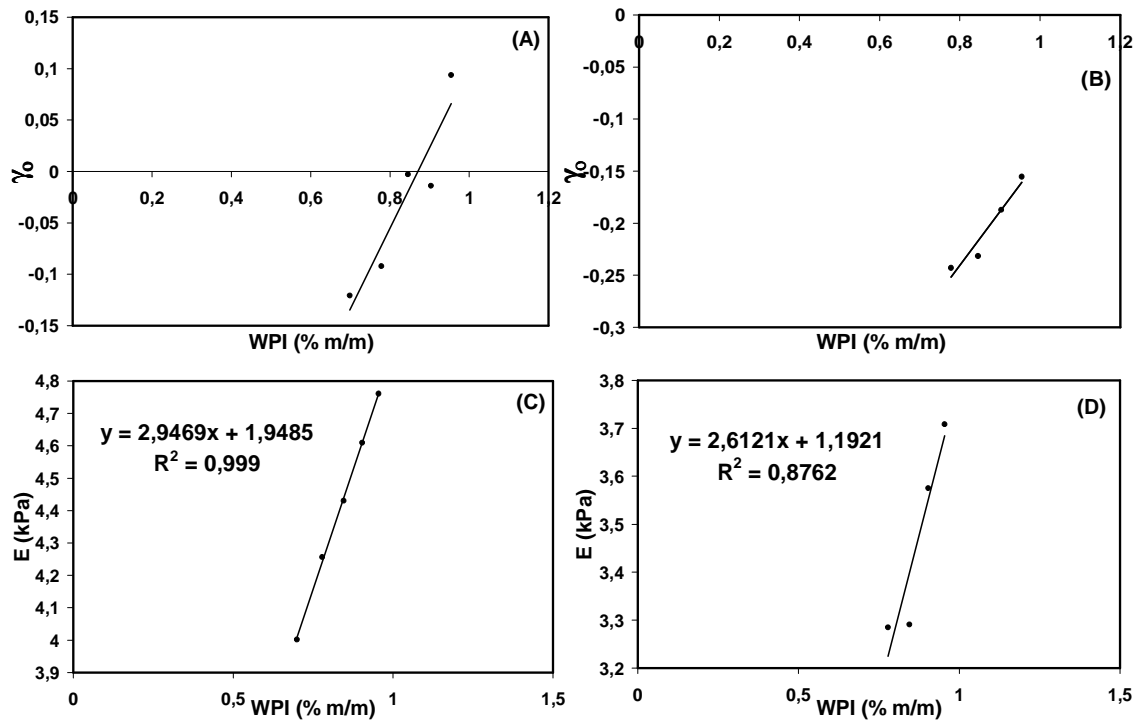 (A)
0,15
0,1
0,05
0
-0,05
-0,1
-0,15
0 0,2 0,4 0,6 0,8 1 1,2
γo
WPI (% m/m)
(B)
0
-0,05
-0,1
-0,15
-0,2
-0,25
-0,3
0 0,2 0,4 0,6 0,8 1 1,2
γo
WPI (% m/m)
(C)
4,8
4,7
4,6
4,5
4,4
4,3
4,2
4,1
4
3,9
y = 2,9469x + 1,9485
R² = 0,999
E (kPa)
0 0,5 1 1,5
WPI (% m/m)
(D)
3,8
3,7
3,6
3,5
3,4
3,3
3,2
y = 2,6121x + 1,1921
R² = 0,8762
E (kPa)
0 0,5 1 1,5
WPI (% m/m)